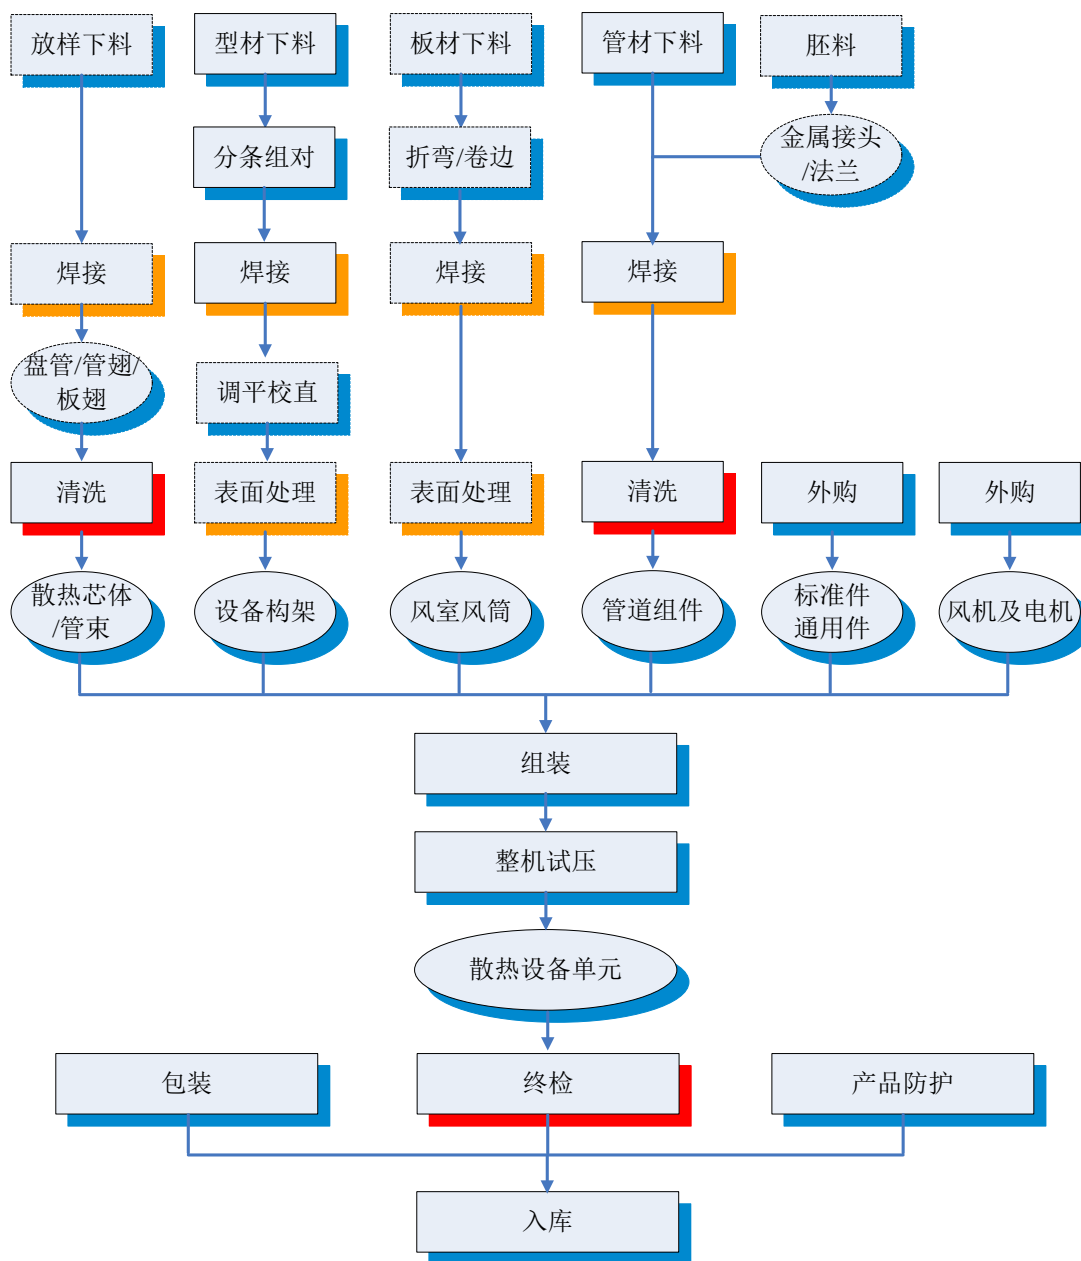 放样下料
型材下料
板材下料
管材下料
胚料
分条组对
折弯/卷边
金属接头
/法兰
焊接
焊接
焊接
焊接
盘管/管翅/
板翅
调平校直
清洗
表面处理
表面处理
清洗
外购
外购
散热芯体
/管束
设备构架
风室风筒
管道组件
标准件
通用件
风机及电机
组装
整机试压
散热设备单元
包装
终检
产品防护
入库